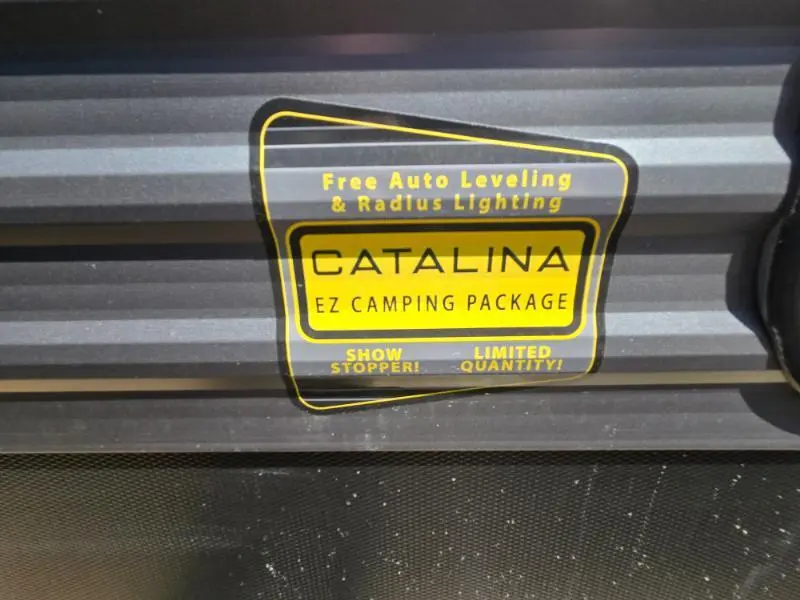 Free Auto Leveling
& Radius Lighting
CATALINA
EZ CAMPING PACKAGE
SHOW
STOPPER!
LIMITED
QUANTITY!